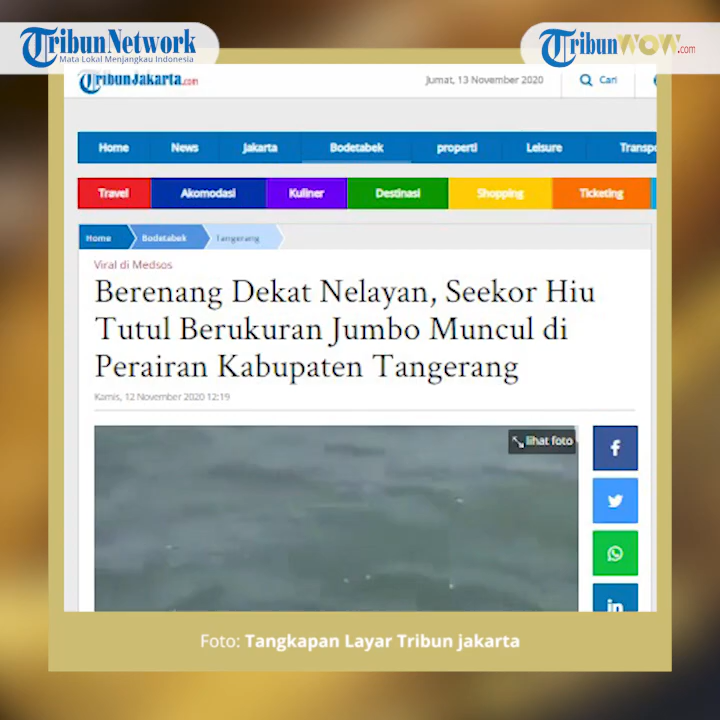 TribunNetwork
Mata Lokal Menjangkau Indonesia
TribunWOW.com
TribunJakarta.com
Jumat, 13 November 2020
Cari
Home News Jakarta Bodetabek properti Leisure Transpo
Travel Akomodasi Kuliner Destinasi Shopping Ticketing
Home Bodetabek Tangerang
Viral di Medsos
Berenang Dekat Nelayan, Seekor Hiu
Tutul Berukuran Jumbo Muncul di
Perairan Kabupaten Tangerang
Kamis, 12 November 2020 12:19
lihat foto
Foto: Tangkapan Layar Tribun jakarta